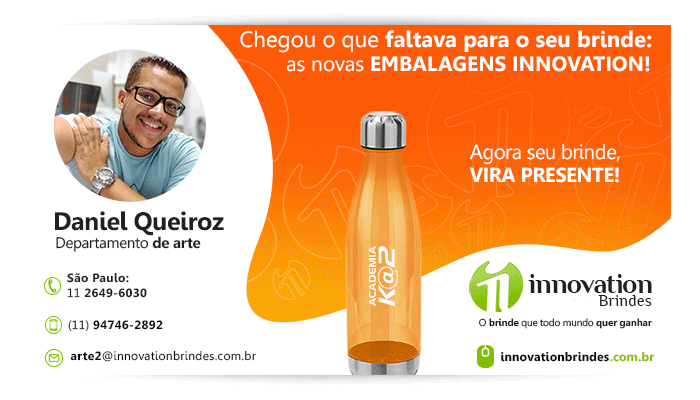 Chegou o que faltava para o seu brinde:
as novas EMBALAGENS INNOVATION!
Agora seu brinde,
VIRA PRESENTE!
Daniel Queiroz
Departamento de arte
São Paulo:
11 2649-6030
(11) 94746-2892
arte2@innovationbrindes.com.br
ACADEMIA
K@2
innovation
Brindes
O brinde que todo mundo quer ganhar
innovationbrindes.com.br